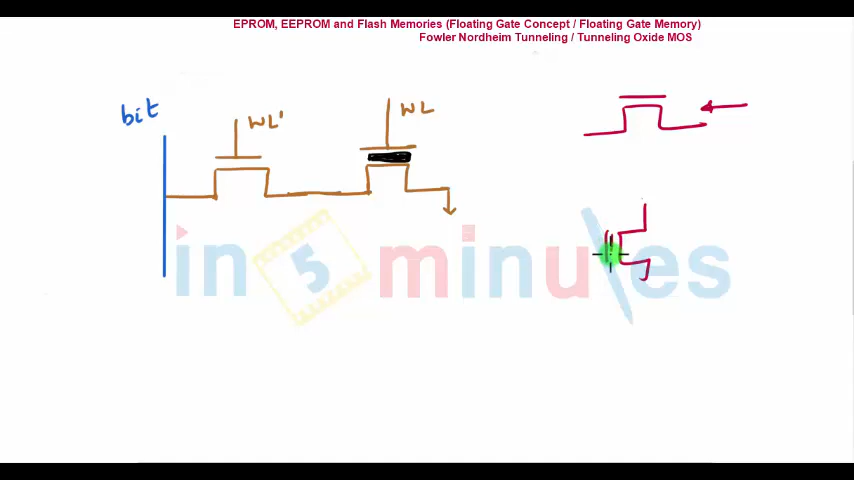 EPROM, EEPROM and Flash Memories (Floating Gate Concept / Floating Gate Memory)
Fowler Nordheim Tunneling / Tunneling Oxide MOS
bit
WL'
WL
in 5 minutes